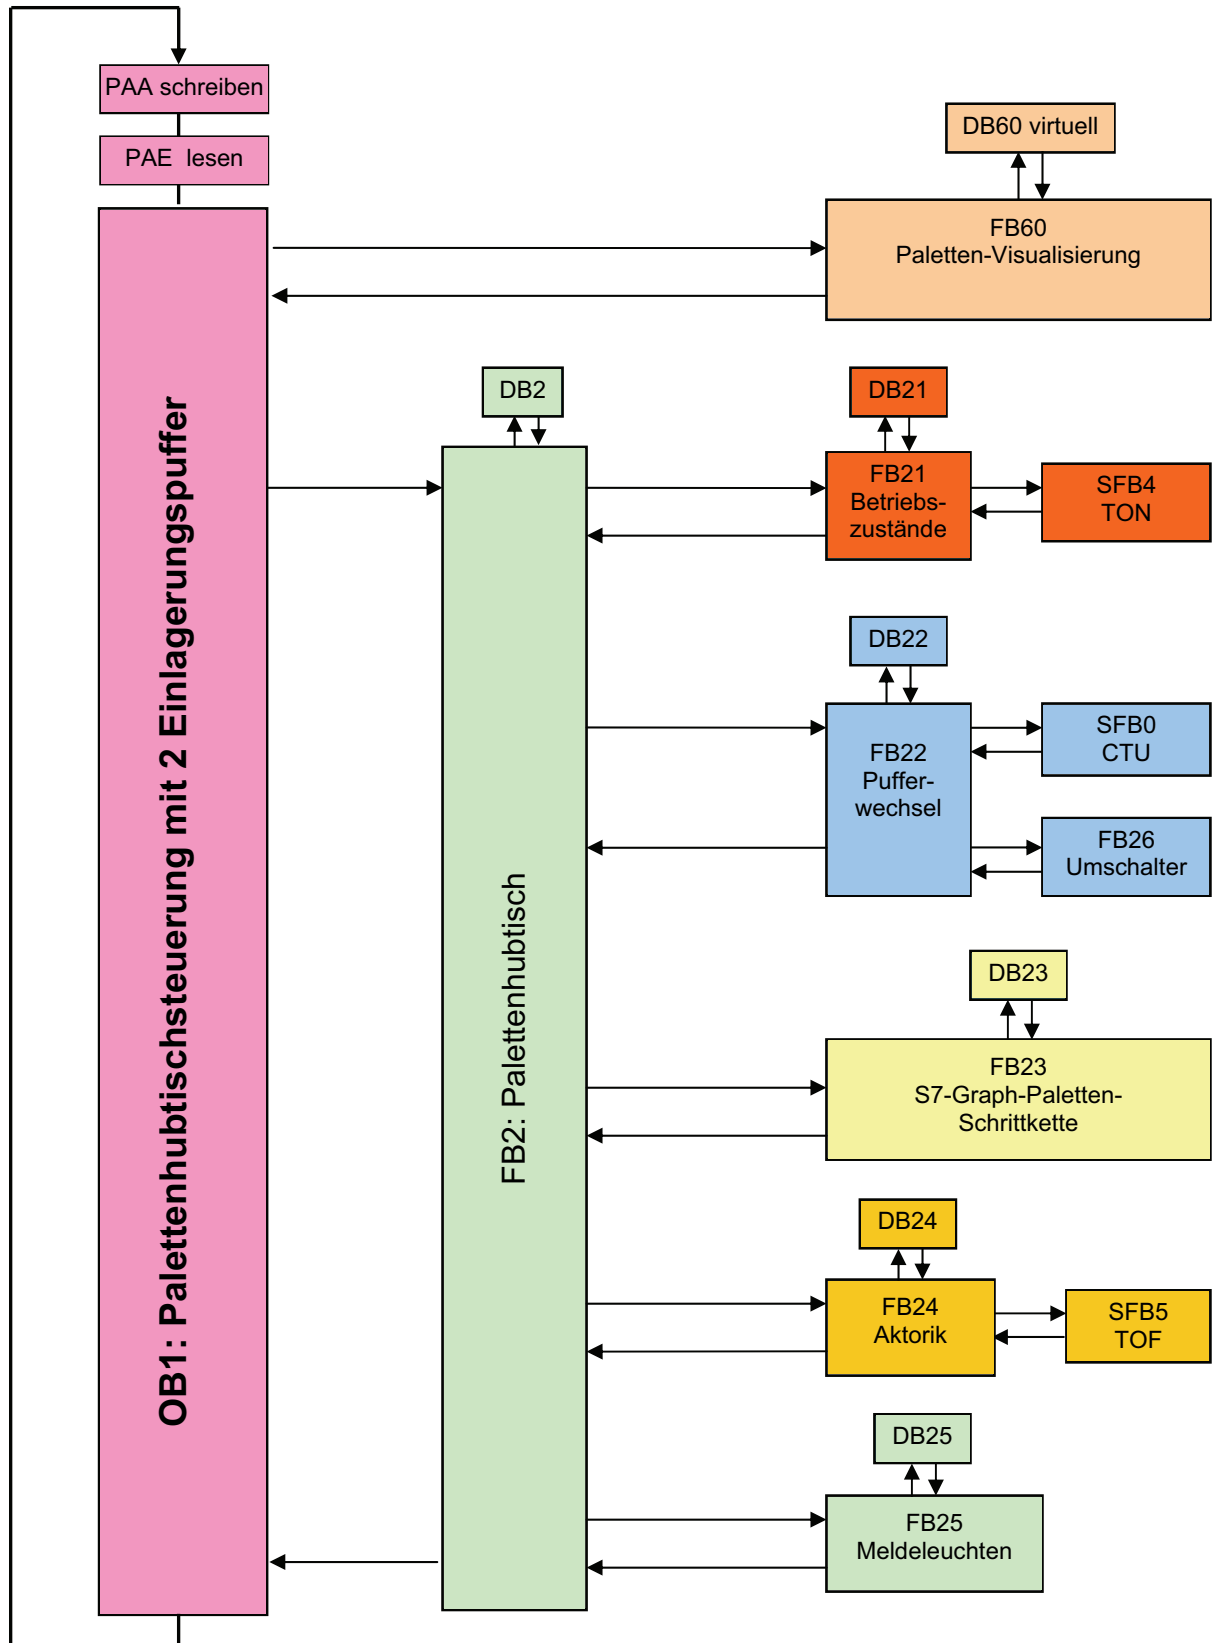 PAA schreiben
PAE lesen
OB1: Palettenhubtischsteuerung mit 2 Einlagerungspuffer
DB60 virtuell
FB60
Paletten-Visualisierung
DB2
FB2: Palettenhubtisch
DB21
FB21
Betriebs-
zustände
SFB4
TON
DB22
FB22
Puffer-
wechsel
SFB0
CTU
FB26
Umschalter
DB23
FB23
S7-Graph-Paletten-
Schrittkette
DB24
FB24
Aktorik
SFB5
TOF
DB25
FB25
Meldeleuchten